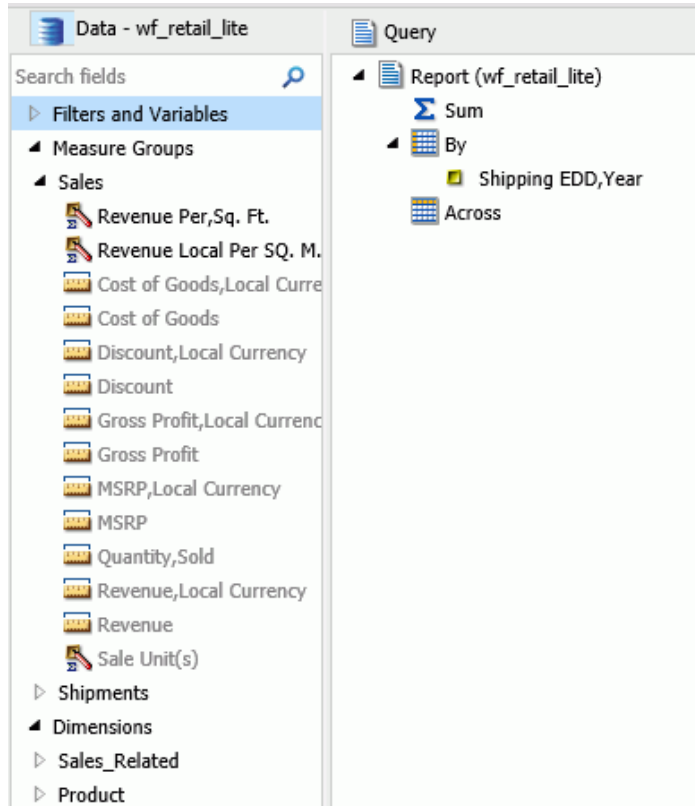 Data - wf_retail_lite
Search fields
Filters and Variables
Measure Groups
Sales
Revenue Per,Sq. Ft.
Revenue Local Per SQ. M.
Cost of Goods,Local Curre
Cost of Goods
Discount,Local Currency
Discount
Gross Profit,Local Currenc
Gross Profit
MSRP,Local Currency
MSRP
Quantity,Sold
Revenue,Local Currency
Revenue
Sale Unit(s)
Shipments
Dimensions
Sales_Related
Product
Query
Report (wf_retail_lite)
Sum
By
Shipping EDD,Year
Across